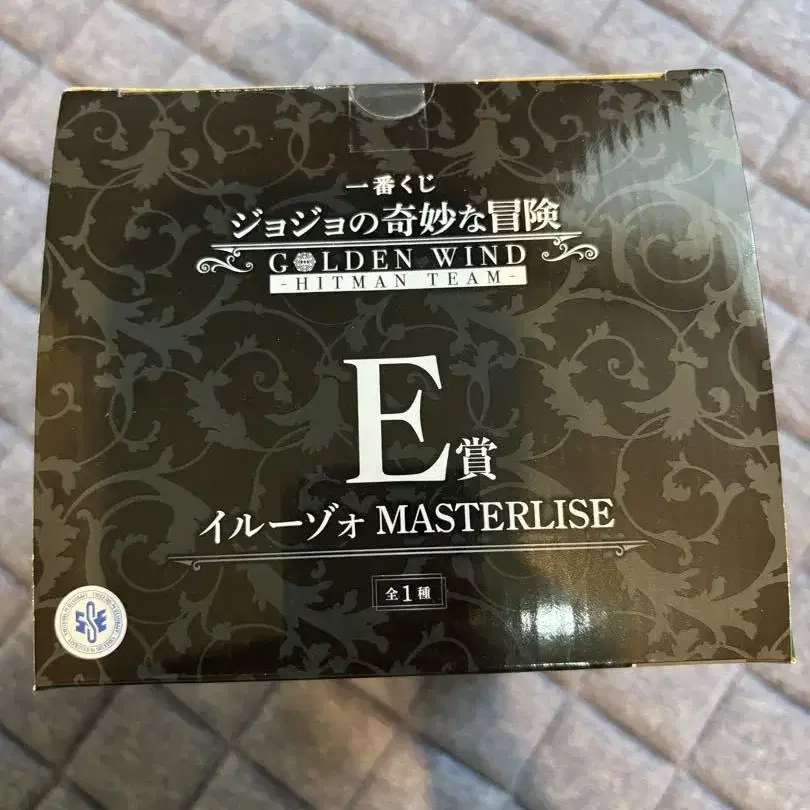 一番くじ
ジョジョの奇妙な冒険
GOLDEN WIND
-HITMAN TEAM-
E賞
イルーゾォ MASTERLISE
全1種